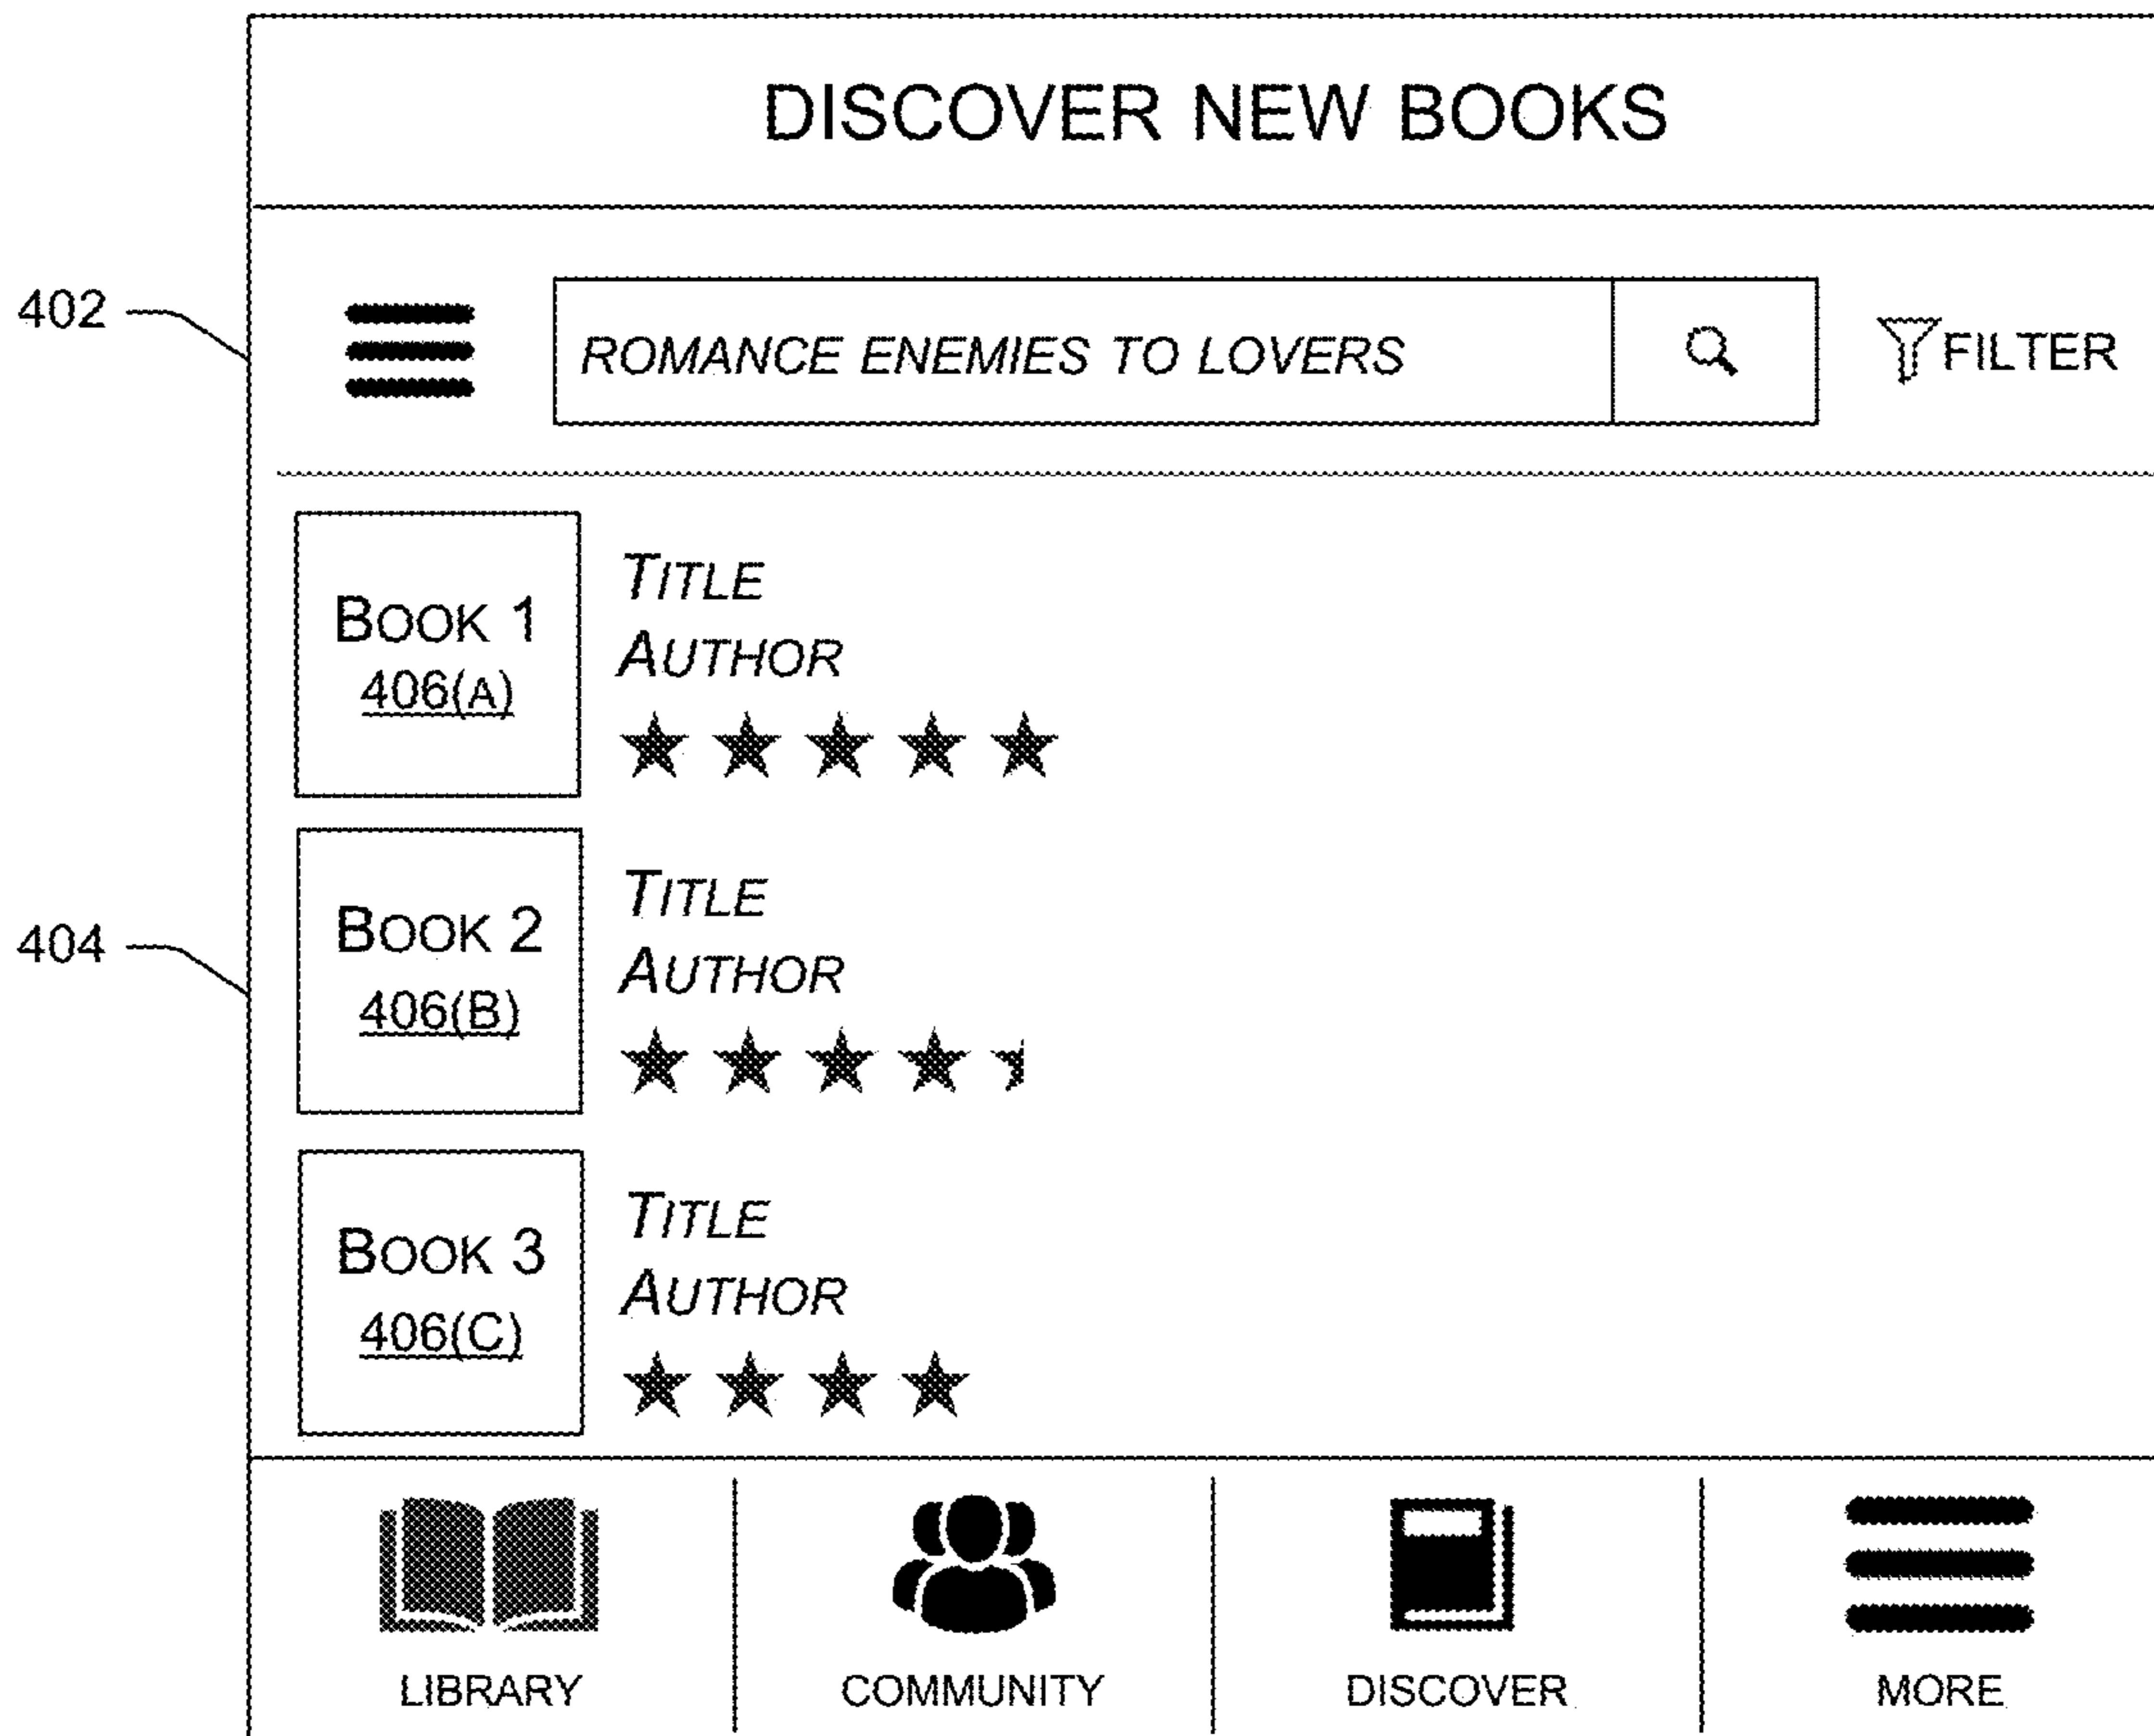 DISCOVER NEW BOOKS
402
ROMANCE ENEMIES TO LOVERS
FILTER
BOOK 1
406(A)
TITLE
AUTHOR
404
BOOK 2
406(B)
TITLE
AUTHOR
BOOK 3
406(C)
TITLE
AUTHOR
LIBRARY
COMMUNITY
DISCOVER
MORE